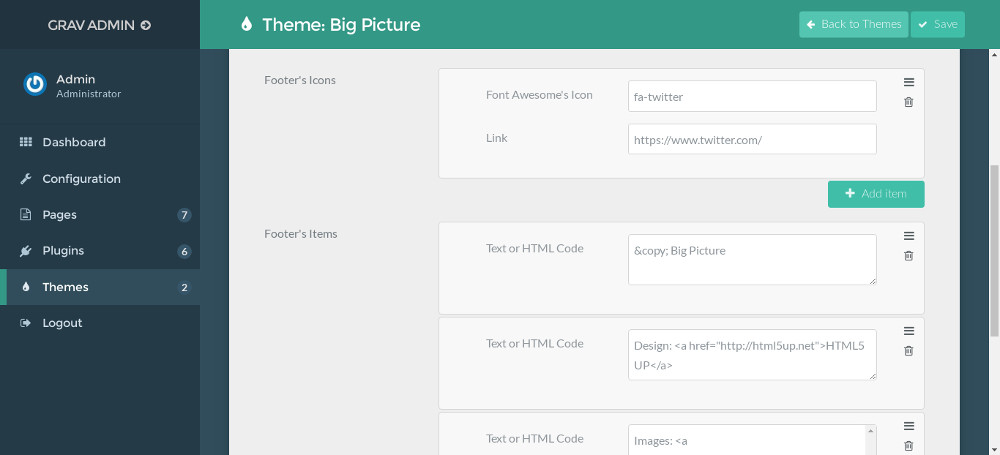 GRAV ADMIN
Theme: Big Picture
Back to Themes
Save
Admin
Administrator
Dashboard
Configuration
Pages 7
Plugins 6
Themes 2
Logout
Footer's Icons
Font Awesome's Icon
fa-twitter
Link
https://www.twitter.com/
Add item
Footer's Items
Text or HTML Code
&copy; Big Picture
Text or HTML Code
Design: <a href="http://html5up.net">HTML5
UP</a>
Text or HTML Code
Images: <a